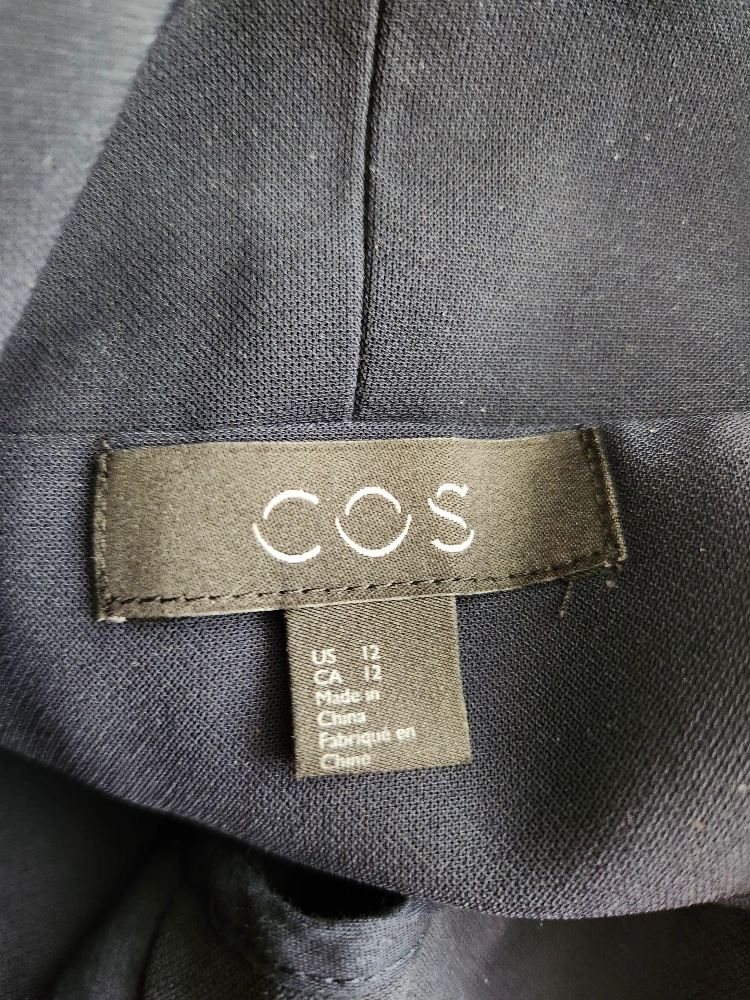 COS
US 12
CA 12
Made in
China
Fabriqué en
Chine